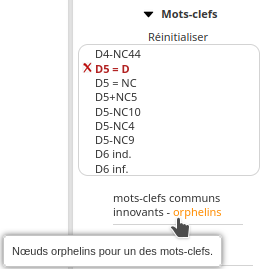 Mots-clefs
Réinitialiser
D4-NC44
D5 = D
D5 = NC
D5+NC5
D5-NC10
D5-NC4
D5-NC9
D6 ind.
D6 inf.
mots-clefs communs
innovants - orphelins
Nœuds orphelins pour un des mots-clefs.